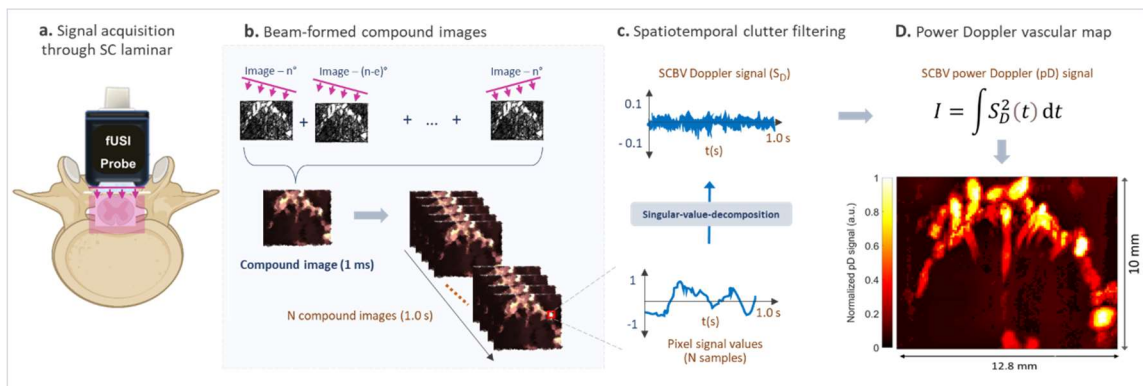 a. Signal acquisition
through SC laminar
fUSI
Probe
b. Beam-formed compound images
Image – n°
Image – (n-e)°
Image – n°
+
+ ... +
Compound image (1 ms)
N compound images (1.0 s)
c. Spatiotemporal clutter filtering
SCBV Doppler signal (S_D)
0.1
1.0 s
-0.1
t(s)
Singular-value-decomposition
1
1.0 s
t(s)
-1
Pixel signal values
(N samples)
D. Power Doppler vascular map
SCBV power Doppler (pD) signal
I = ∫ S_D^2(t) dt
Normalized pD signal (a.u.)
1
0.8
0.6
0.4
0.2
0
10 mm
12.8 mm